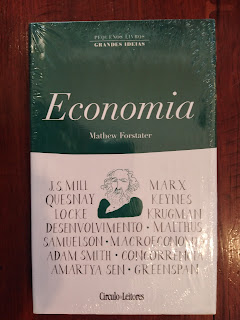 PEQUENOS LIVROS
GRANDES IDEIAS
Economia
Mathew Forstater
J.S MILL MARX
QUESNAY KEYNES
LOCKE KRUGMAN
DESENVOLVIMENTO • MALTHUS
SAMUELSON • MACROECONOMIA
ADAM SMITH • CONCORRÊNCIA
AMARTYA SEN • GREENSPAN
Círculo de Leitores